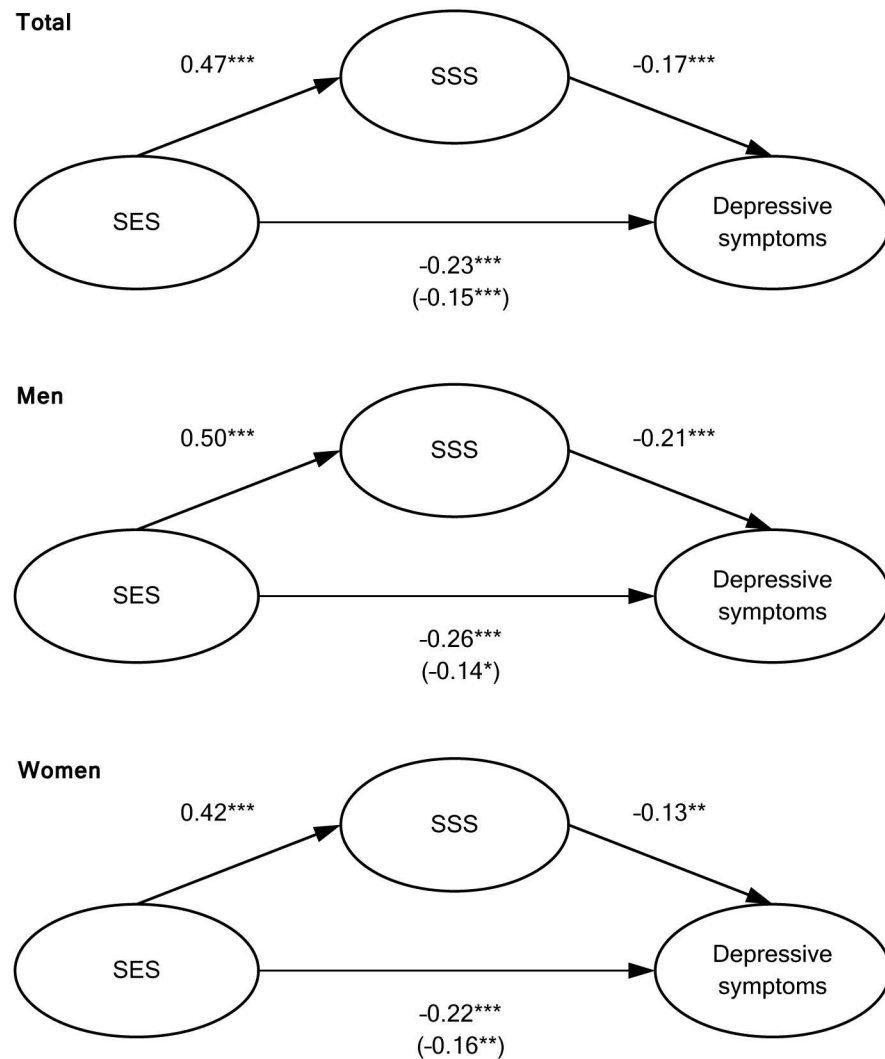 Total
0.47***
SSS
-0.17***
SES
Depressive
symptoms
-0.23***
(-0.15***)
Men
0.50***
SSS
-0.21***
SES
Depressive
symptoms
-0.26***
(-0.14*)
Women
0.42***
SSS
-0.13**
SES
Depressive
symptoms
-0.22***
(-0.16**)